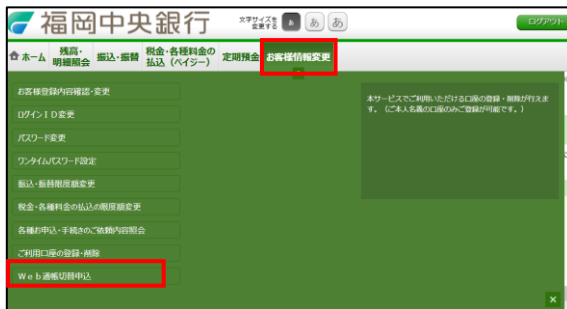 福岡中央銀行
文字サイズを
変更する
あ あ あ
ログアウト
ホーム
残高・
明細照会
振込・振替
税金・各種料金の
払込（ペイジー）
定期預金
お客様情報変更
お客様登録内容確認・変更
ログインＩＤ変更
パスワード変更
ワンタイムパスワード設定
振込・振替限度額変更
税金・各種料金の払込の限度額変更
各種お申込・手続きのご依頼内容照会
ご利用口座の登録・削除
Ｗｅｂ通帳切替申込
本サービスでご利用いただける口座の登録・削除が行えま
す。（ご本人名義の口座のみご登録が可能です。）